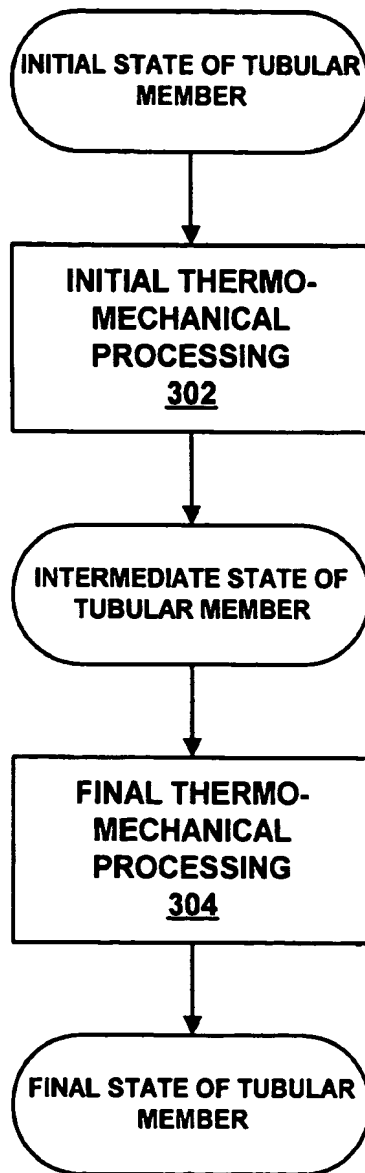 INITIAL STATE OF TUBULAR
MEMBER
INITIAL THERMO-
MECHANICAL
PROCESSING
302
INTERMEDIATE STATE OF
TUBULAR MEMBER
FINAL THERMO-
MECHANICAL
PROCESSING
304
FINAL STATE OF TUBULAR
MEMBER